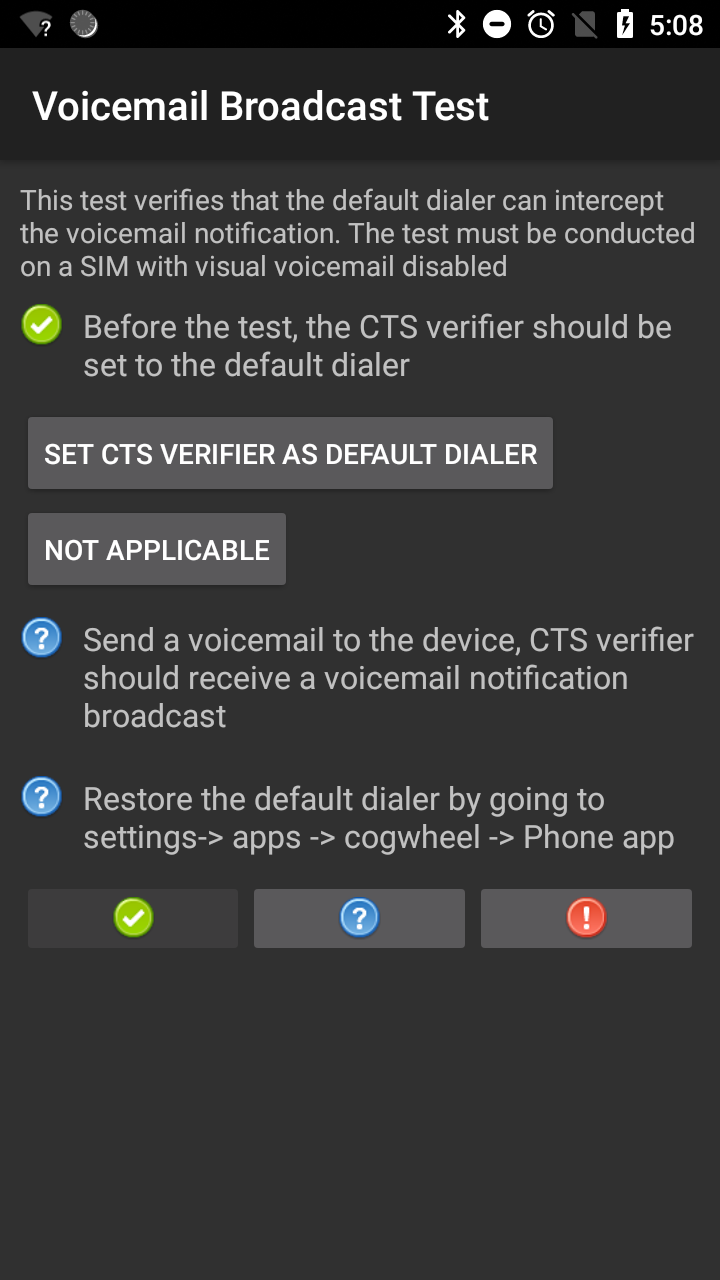 5:08
Voicemail Broadcast Test
This test verifies that the default dialer can intercept
the voicemail notification. The test must be conducted
on a SIM with visual voicemail disabled
Before the test, the CTS verifier should be
set to the default dialer
SET CTS VERIFIER AS DEFAULT DIALER
NOT APPLICABLE
Send a voicemail to the device, CTS verifier
should receive a voicemail notification
broadcast
Restore the default dialer by going to
settings-> apps -> cogwheel -> Phone app